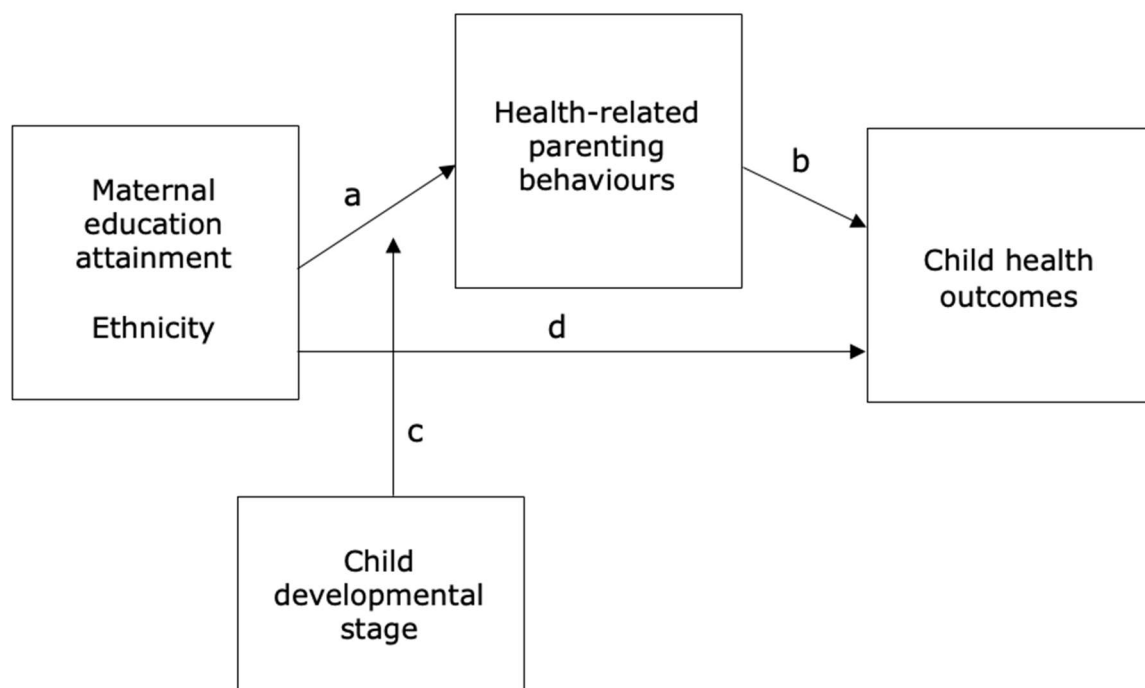 Maternal
education
attainment
Ethnicity
a
Health-related
parenting
behaviours
b
Child health
outcomes
d
c
Child
developmental
stage